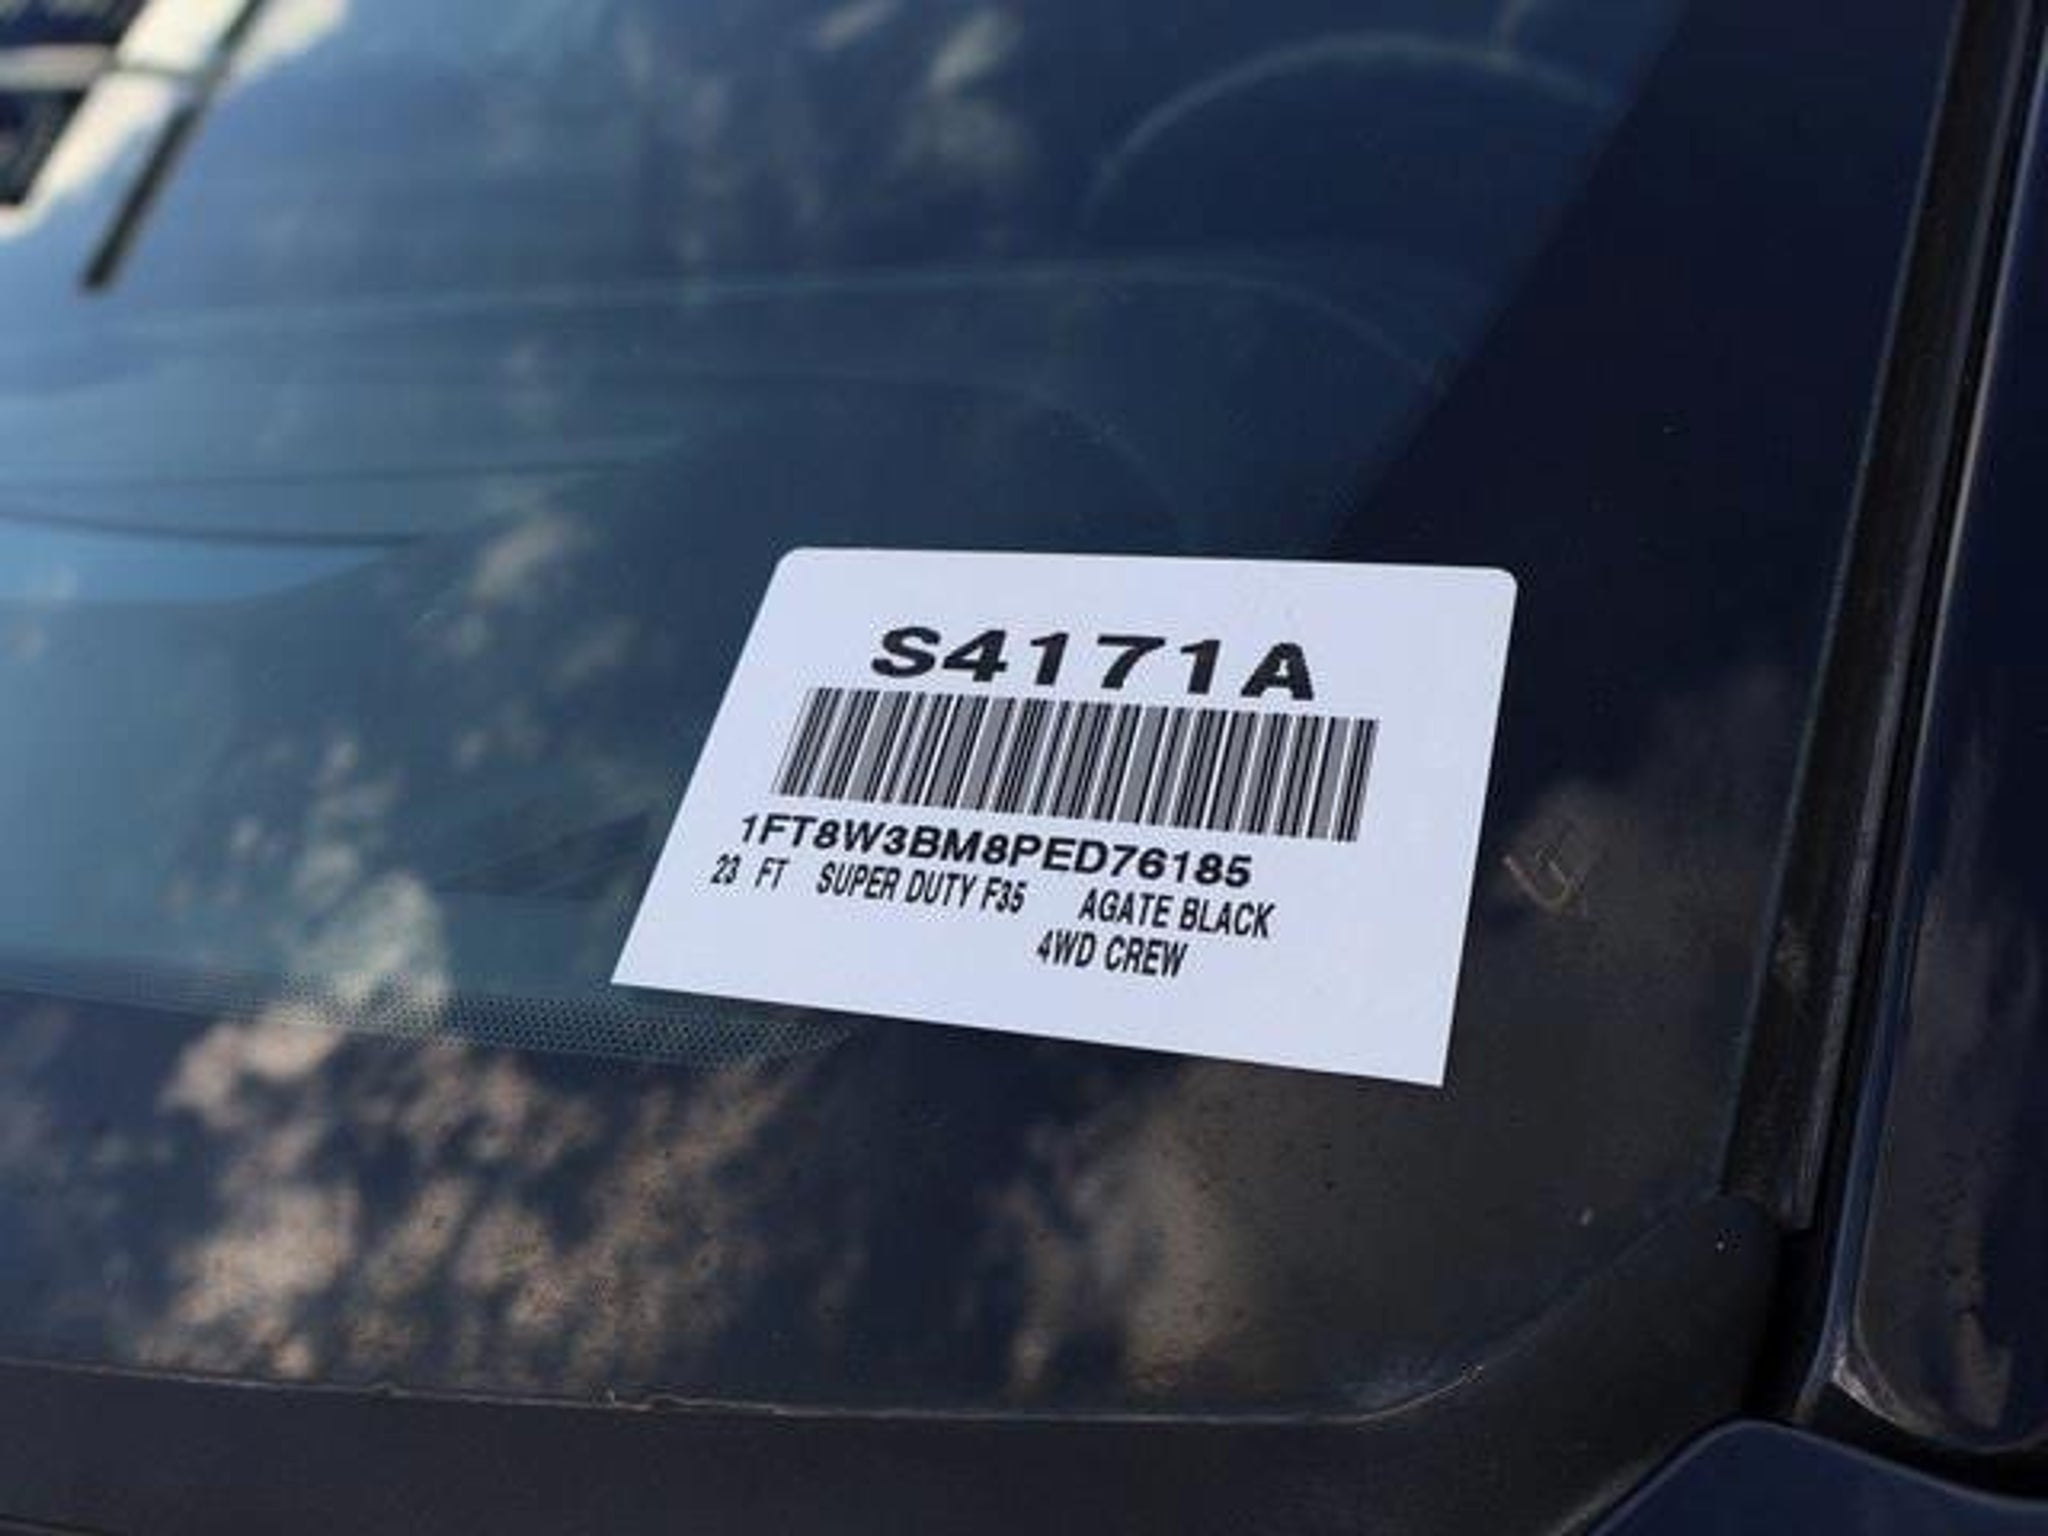 S4171A
1FT8W3BM8PED76185
23 FT SUPER DUTY F35 AGATE BLACK
4WD CREW